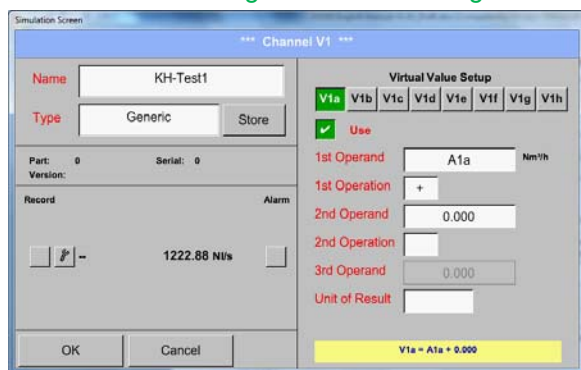 Simulation Screen
*** Channel V1 ***
Name KH-Test1
Type Generic Store
Part: 0 Serial: 0
Version:
Record Alarm
-- 1222.88 Nl/s
OK Cancel
Virtual Value Setup
V1a V1b V1c V1d V1e V1f V1g V1h
Use
1st Operand A1a Nm³/h
1st Operation +
2nd Operand 0.000
2nd Operation
3rd Operand 0.000
Unit of Result
V1a = A1a + 0.000